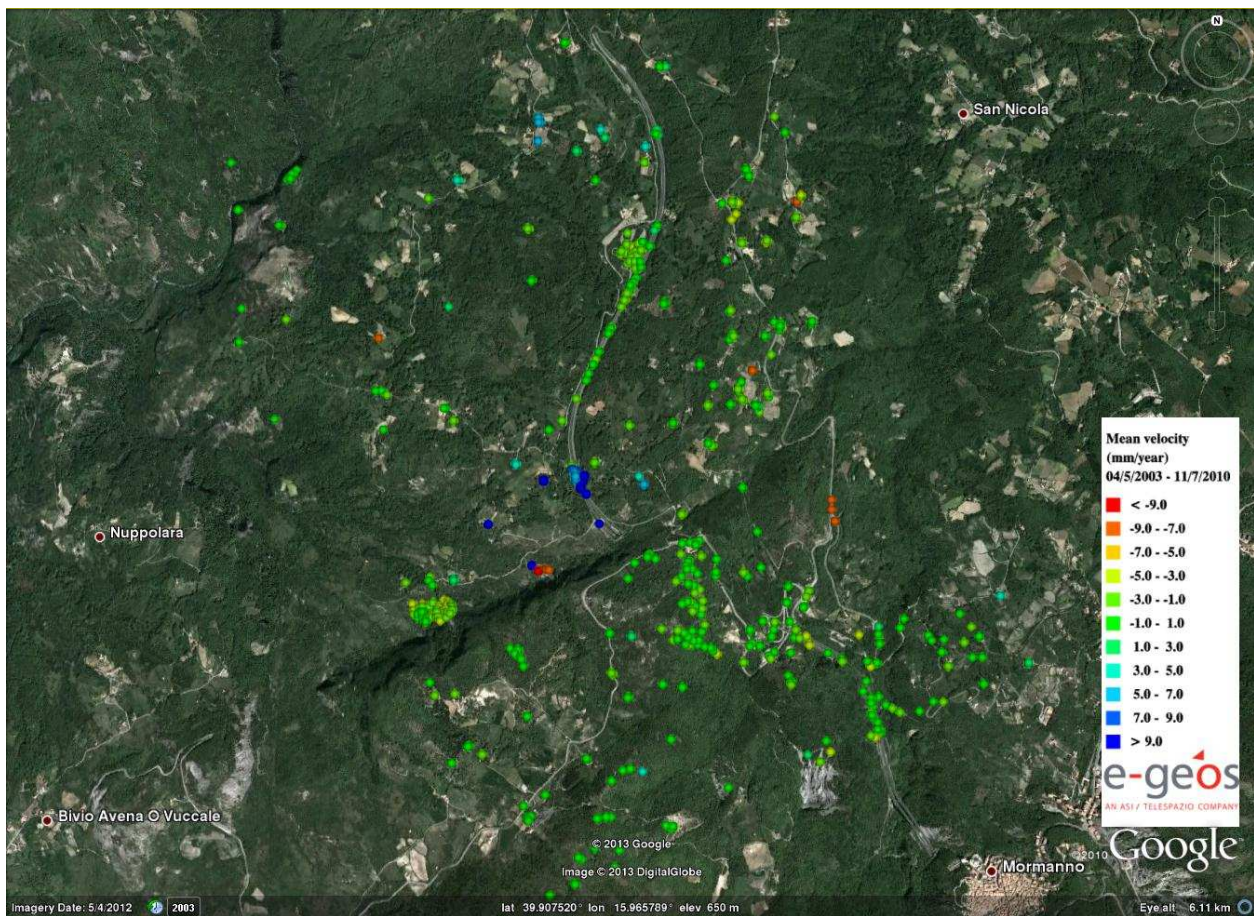 N
San Nicola
Mean velocity
(mm/year)
04/5/2003 - 11/7/2010
< -9.0
-9.0 - -7.0
-7.0 - -5.0
-5.0 - -3.0
-3.0 - -1.0
-1.0 - 1.0
1.0 - 3.0
3.0 - 5.0
5.0 - 7.0
7.0 - 9.0
> 9.0
Nuppolara
e-geos
AN ASI / TELESPAZIO COMPANY
Bivio Avena O Vuccale
© 2013 Google
©2010 Google
Image © 2013 DigitalGlobe
Mormanno
Imagery Date: 5/4/2012 2003 lat 39.907520° lon 15.965789° elev 650 m Eye alt 6.11 km